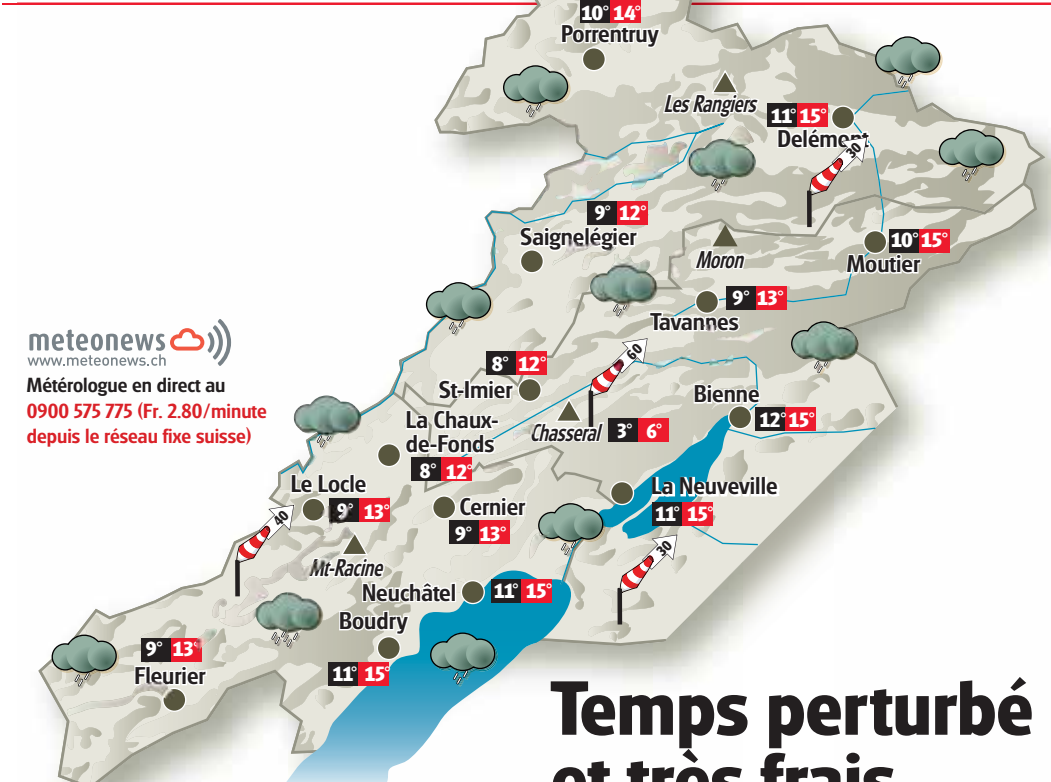 10° 14°
Porrentruy
Les Rangiers
11° 15°
Delémont
30
9° 12°
Saignelégier
Moron
10° 15°
Moutier
9° 13°
Tavannes
meteonews
www.meteonews.ch
Météorologue en direct au
0900 575 775 (Fr. 2.80/minute
depuis le réseau fixe suisse)
8° 12°
St-Imier
60
Chasseral 3° 6°
Bienne
12° 15°
La Chaux-
de-Fonds
8° 12°
Le Locle
9° 13°
40
Mt-Racine
Cernier
9° 13°
La Neuveville
11° 15°
30
Neuchâtel 11° 15°
Boudry
11° 15°
9° 13°
Fleurier
Temps perturbé
et très frais